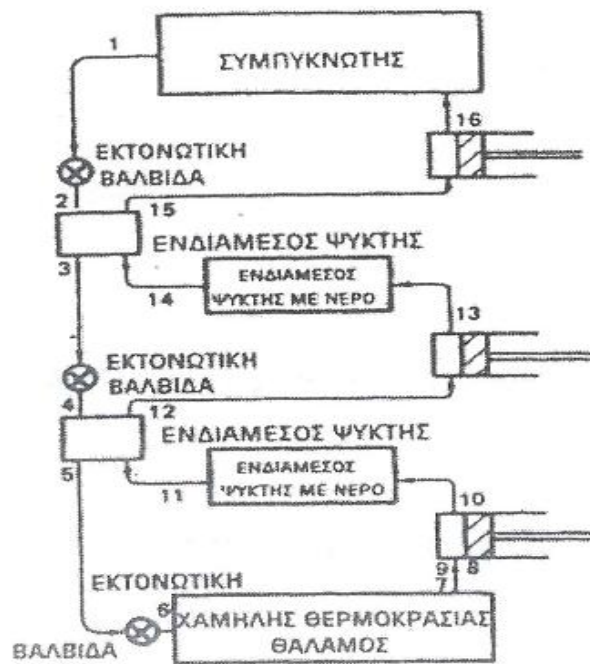 1
ΣΥΜΠΥΚΝΩΤΗΣ
16
ΕΚΤΟΝΩΤΙΚΗ
ΒΑΛΒΙΔΑ
2
15
ΕΝΔΙΑΜΕΣΟΣ ΨΥΚΤΗΣ
3
ΕΝΔΙΑΜΕΣΟΣ
ΨΥΚΤΗΣ ΜΕ ΝΕΡΟ
14
13
ΕΚΤΟΝΩΤΙΚΗ
ΒΑΛΒΙΔΑ
4
12
ΕΝΔΙΑΜΕΣΟΣ ΨΥΚΤΗΣ
5
ΕΝΔΙΑΜΕΣΟΣ
ΨΥΚΤΗΣ ΜΕ ΝΕΡΟ
11
10
9
8
7
ΕΚΤΟΝΩΤΙΚΗ
6
ΧΑΜΗΛΗΣ ΘΕΡΜΟΚΡΑΣΙΑΣ
ΘΑΛΑΜΟΣ
ΒΑΛΒΙΔΑ